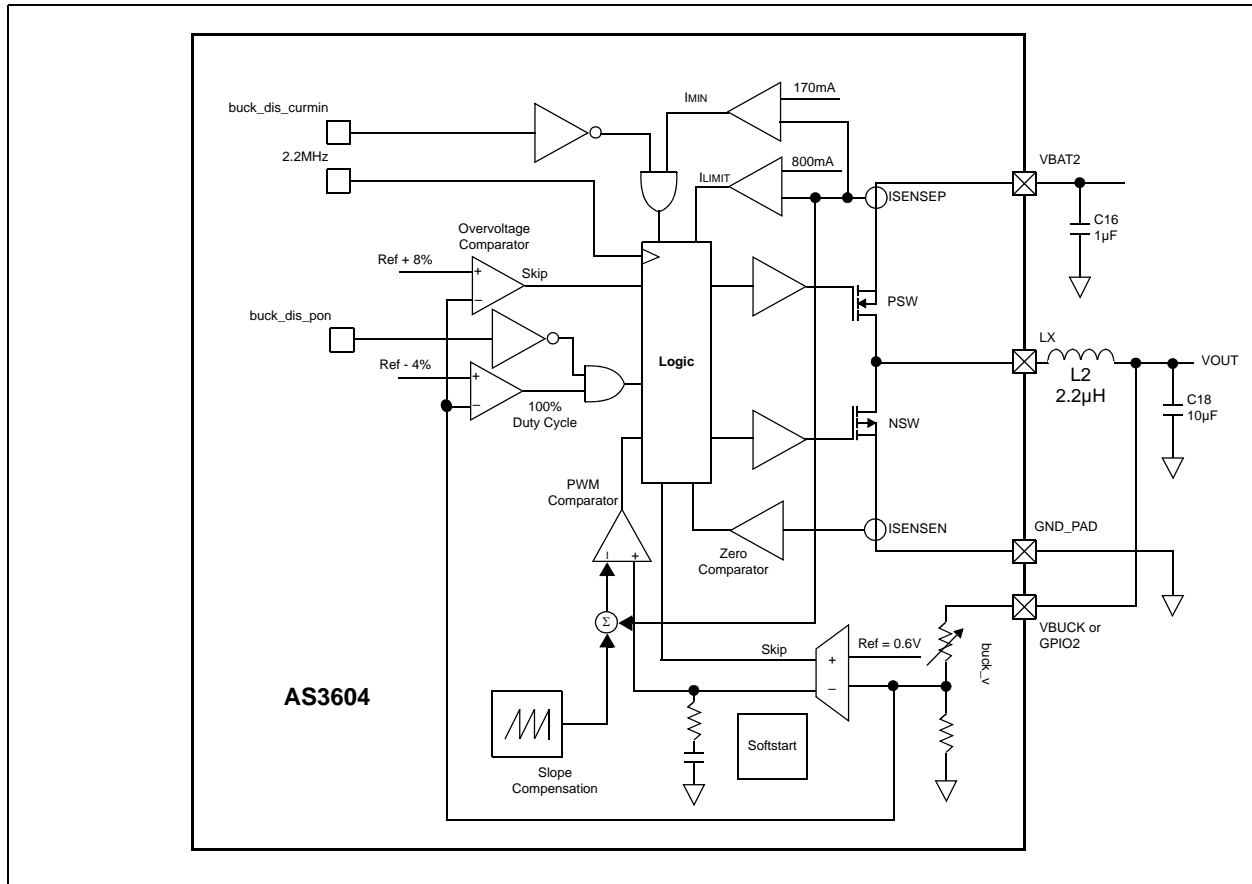 buck_dis_curmin
2.2MHz
IMIN
170mA
ILIMIT
800mA
VBAT2
ISENSEP
C16
1µF
Overvoltage
Comparator
Ref + 8%
+
–
Skip
buck_dis_pon
Ref - 4%
+
–
100%
Duty Cycle
Logic
PSW
LX
L2
2.2µH
VOUT
C18
10µF
NSW
PWM
Comparator
–
+
Zero
Comparator
ISENSEN
GND_PAD
VBUCK or
GPIO2
Σ
Skip
+
–
Ref = 0.6V
buck_v
AS3604
Softstart
Slope
Compensation